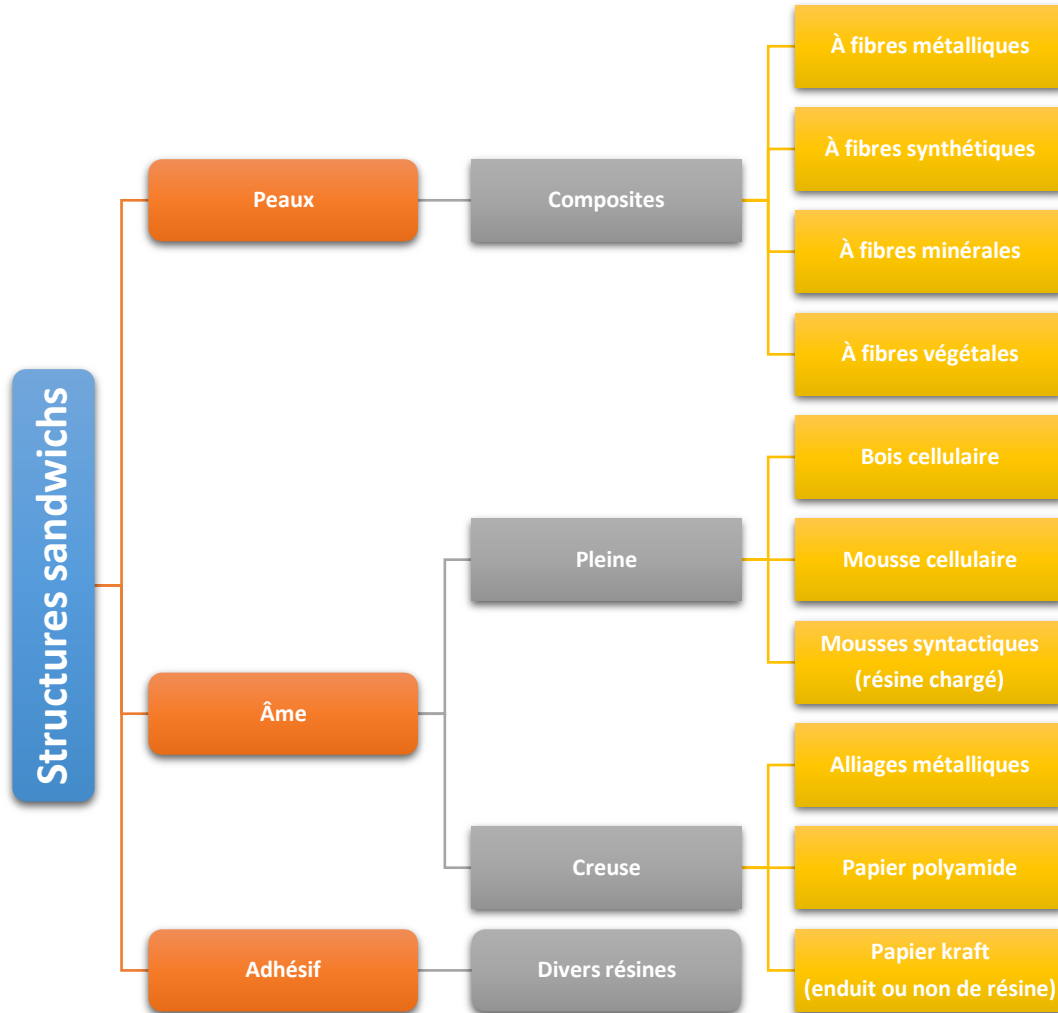 Structures sandwichs
Peaux
Composites
À fibres métalliques
À fibres synthétiques
À fibres minérales
À fibres végétales
Âme
Pleine
Bois cellulaire
Mousse cellulaire
Mousses syntactiques
(résine chargé)
Creuse
Alliages métalliques
Papier polyamide
Papier kraft
(enduit ou non de résine)
Adhésif
Divers résines